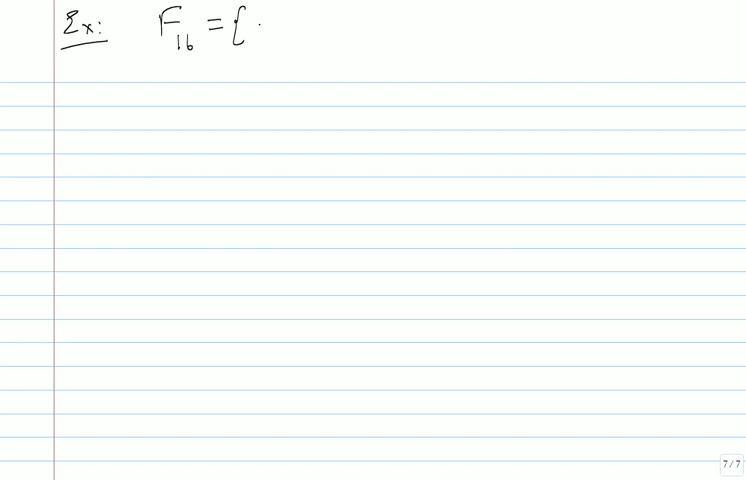 Ex: F₁₆ = { .
7 / 7